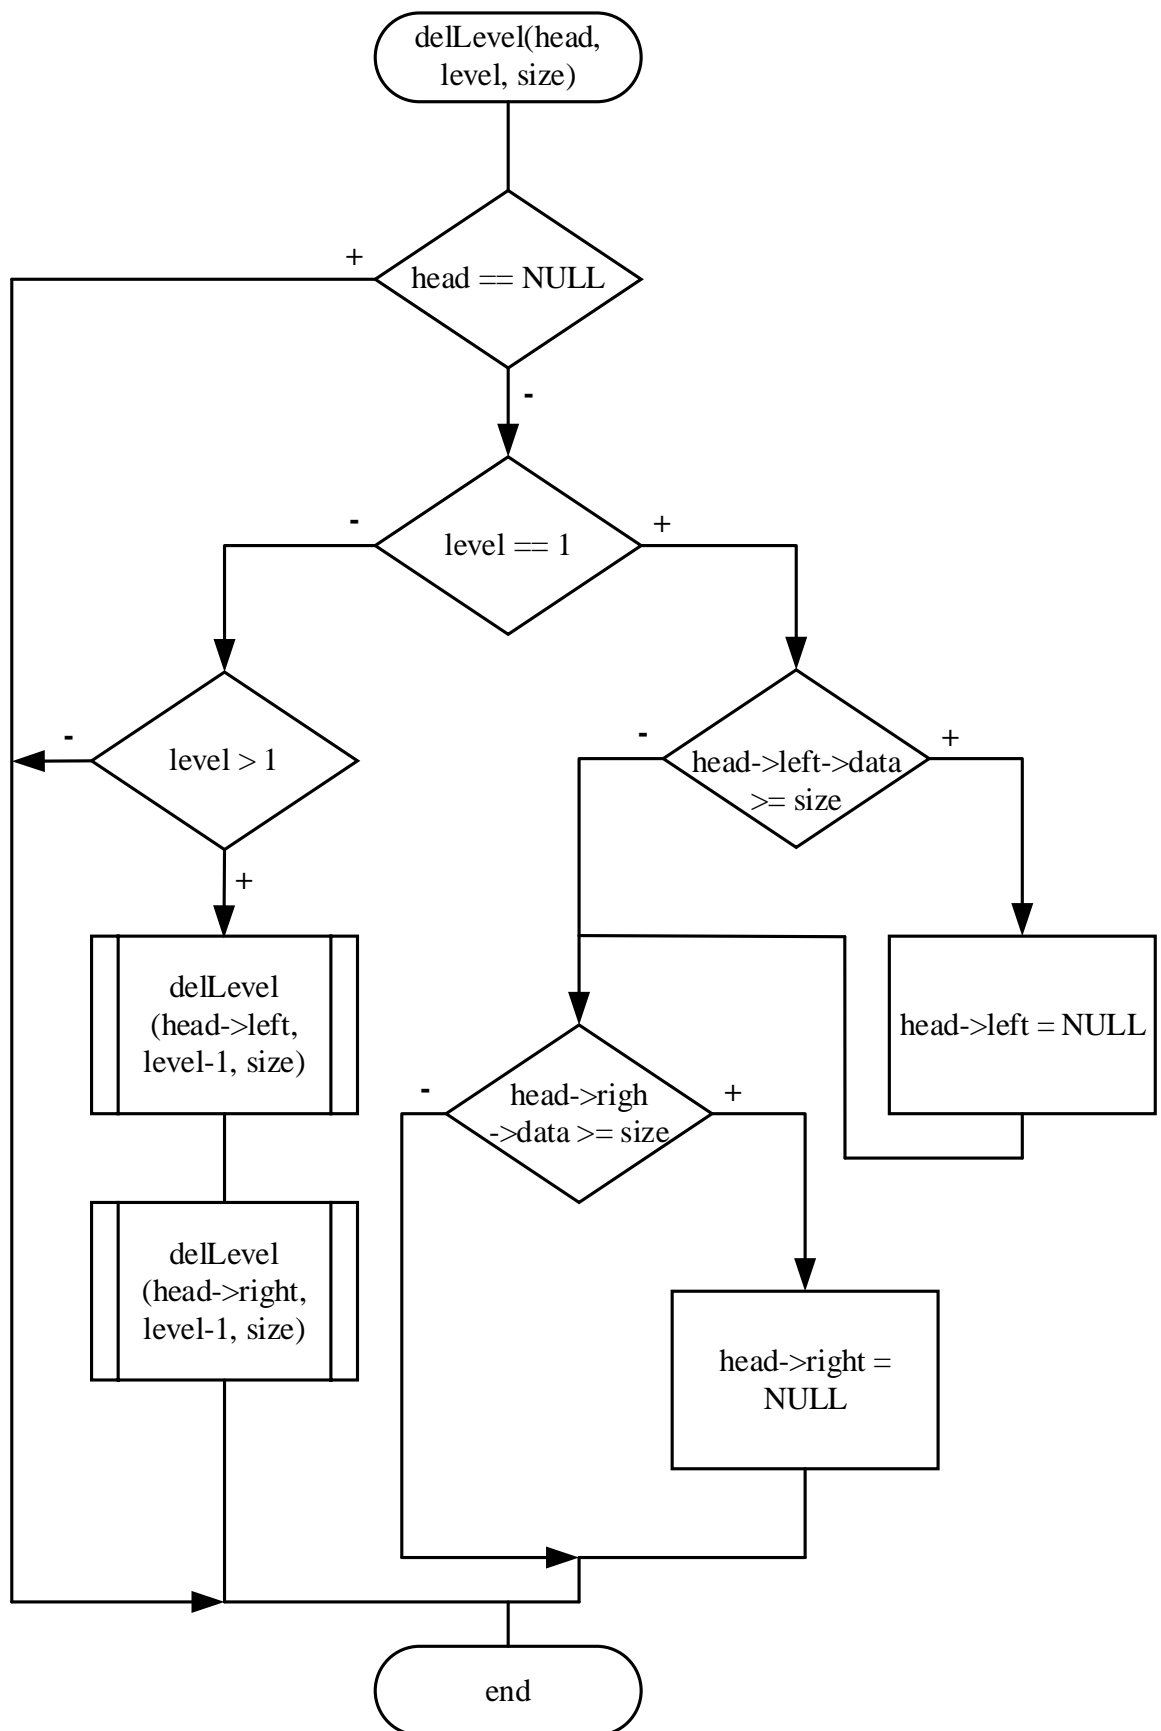 delLevel(head,
level, size)
+
head == NULL
-
-
+
level == 1
-
level > 1
-
+
head->left->data
>= size
+
delLevel
(head->left,
level-1, size)
head->left = NULL
-
head->righ
->data >= size
+
delLevel
(head->right,
level-1, size)
head->right =
NULL
end